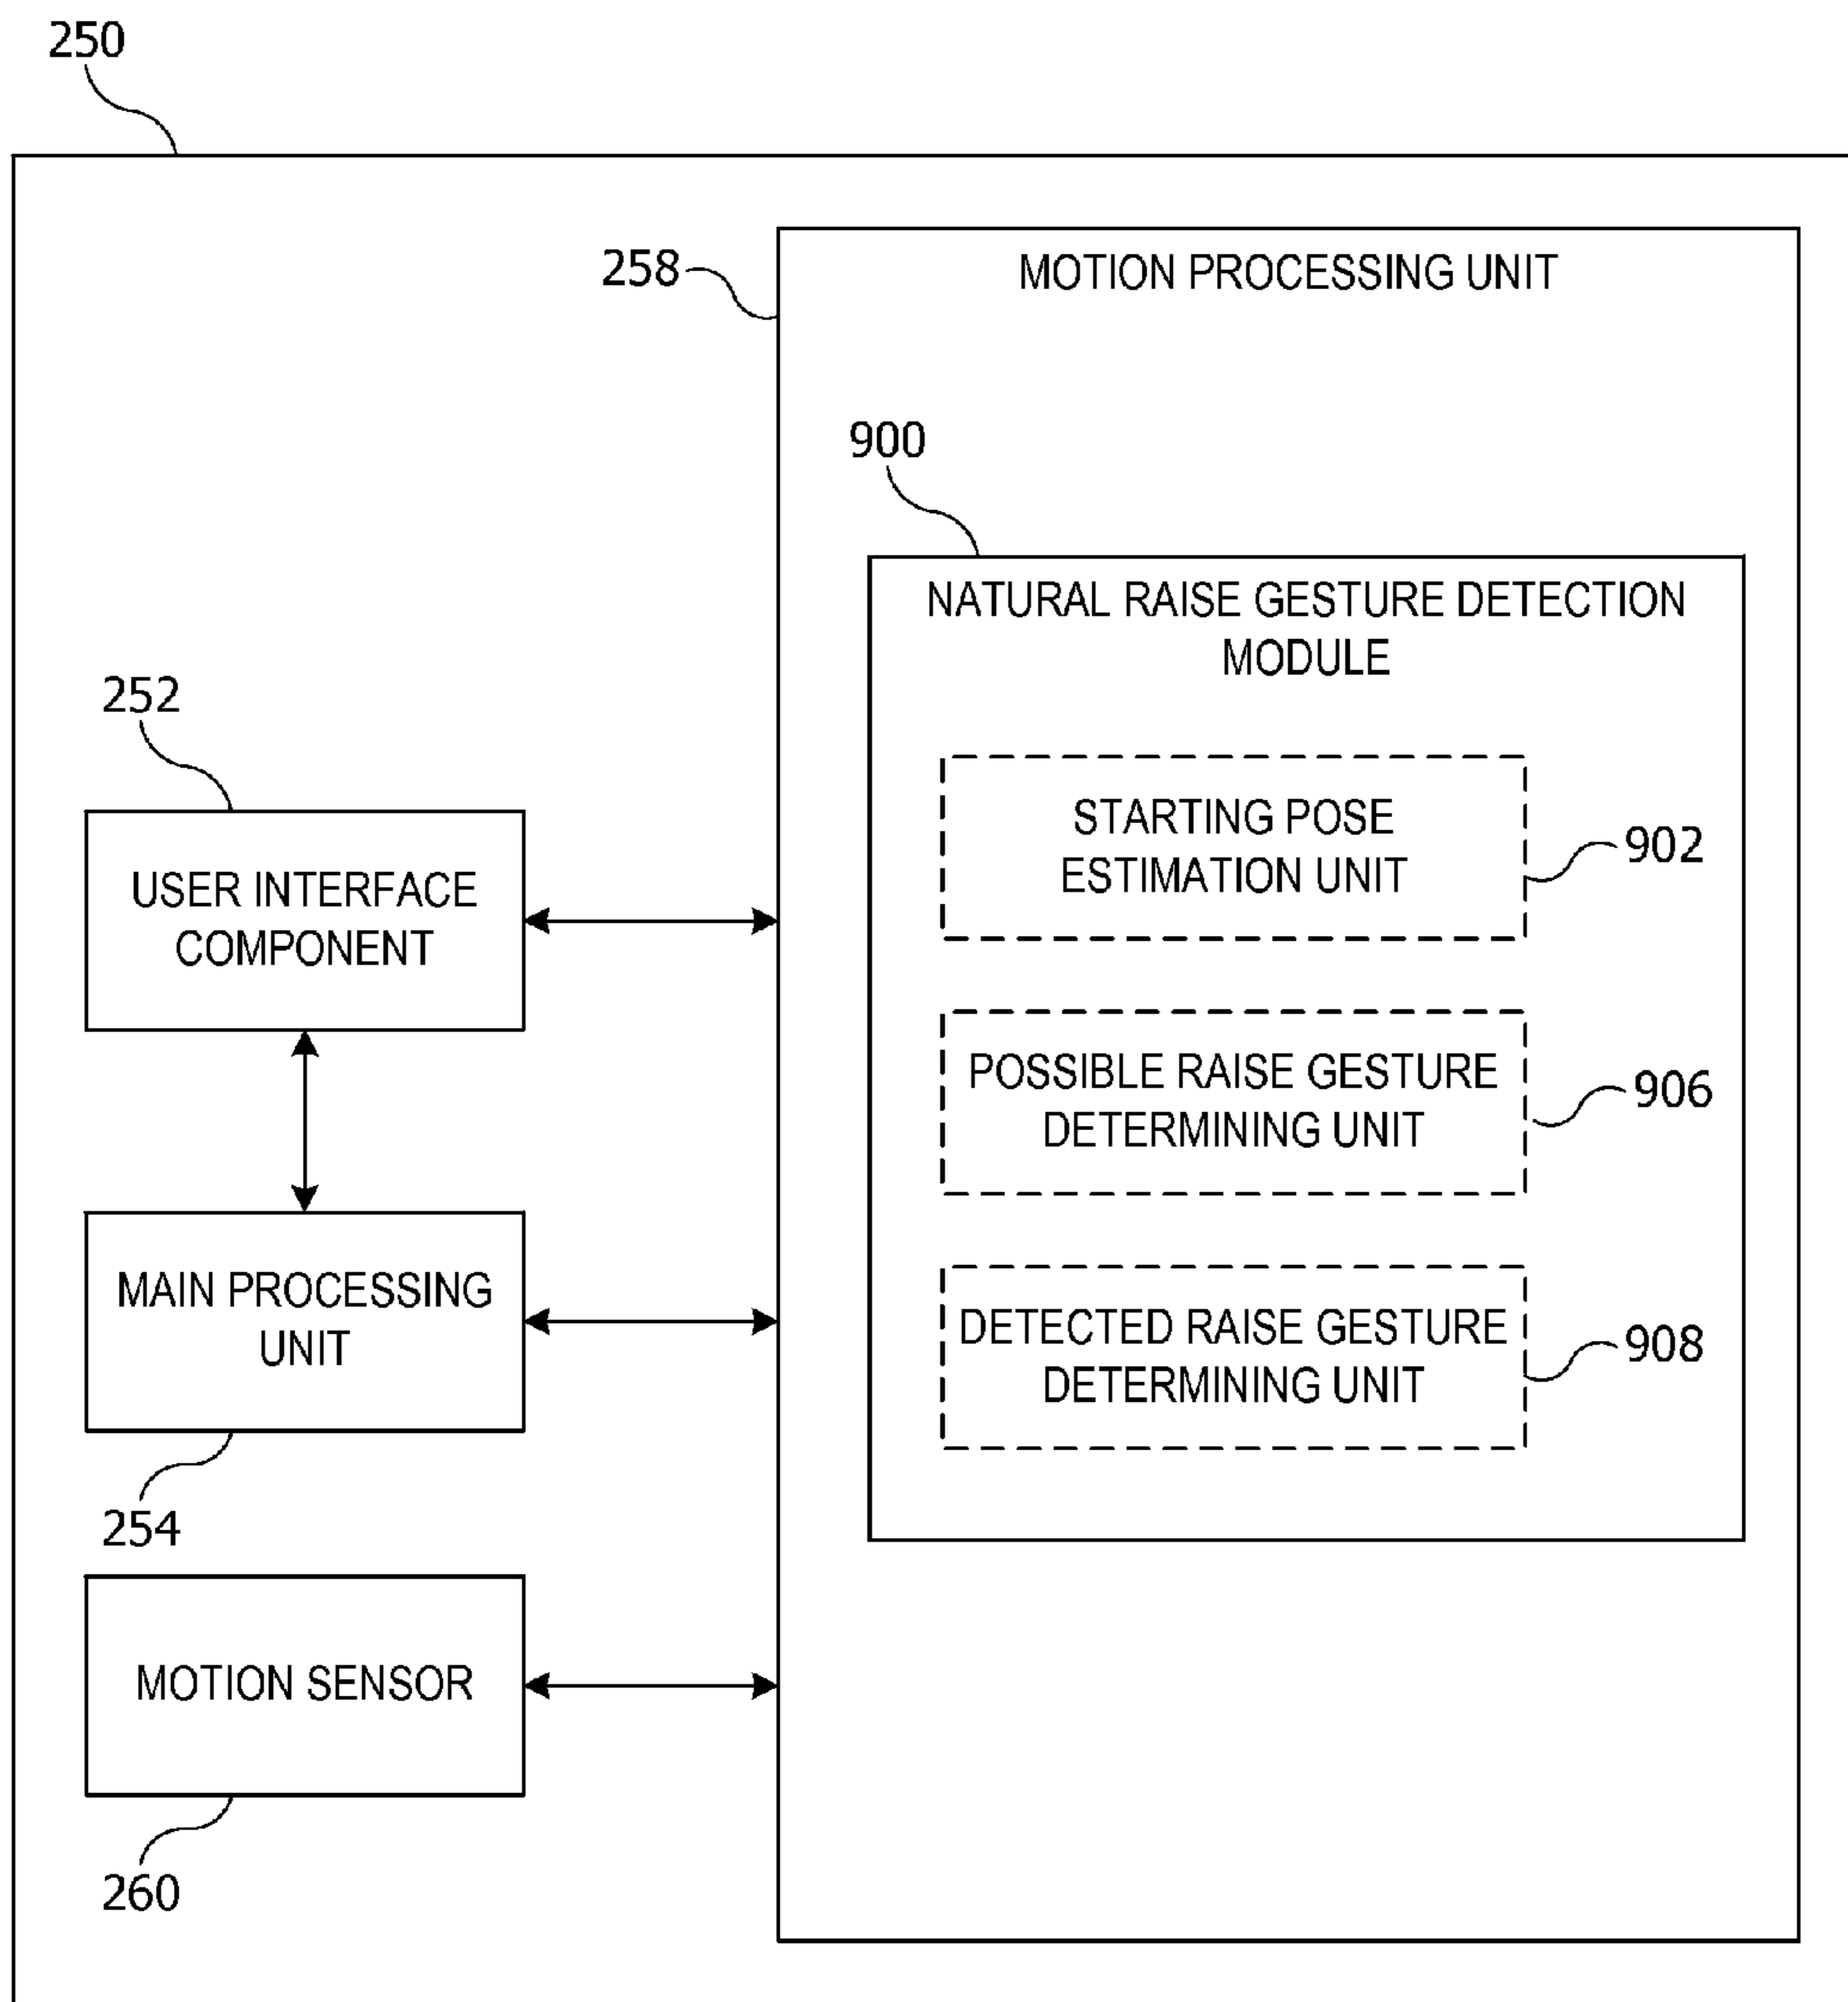 250
258
MOTION PROCESSING UNIT
900
NATURAL RAISE GESTURE DETECTION
MODULE
252
STARTING POSE
ESTIMATION UNIT
902
USER INTERFACE
COMPONENT
POSSIBLE RAISE GESTURE
DETERMINING UNIT
906
MAIN PROCESSING
UNIT
DETECTED RAISE GESTURE
DETERMINING UNIT
908
254
MOTION SENSOR
260